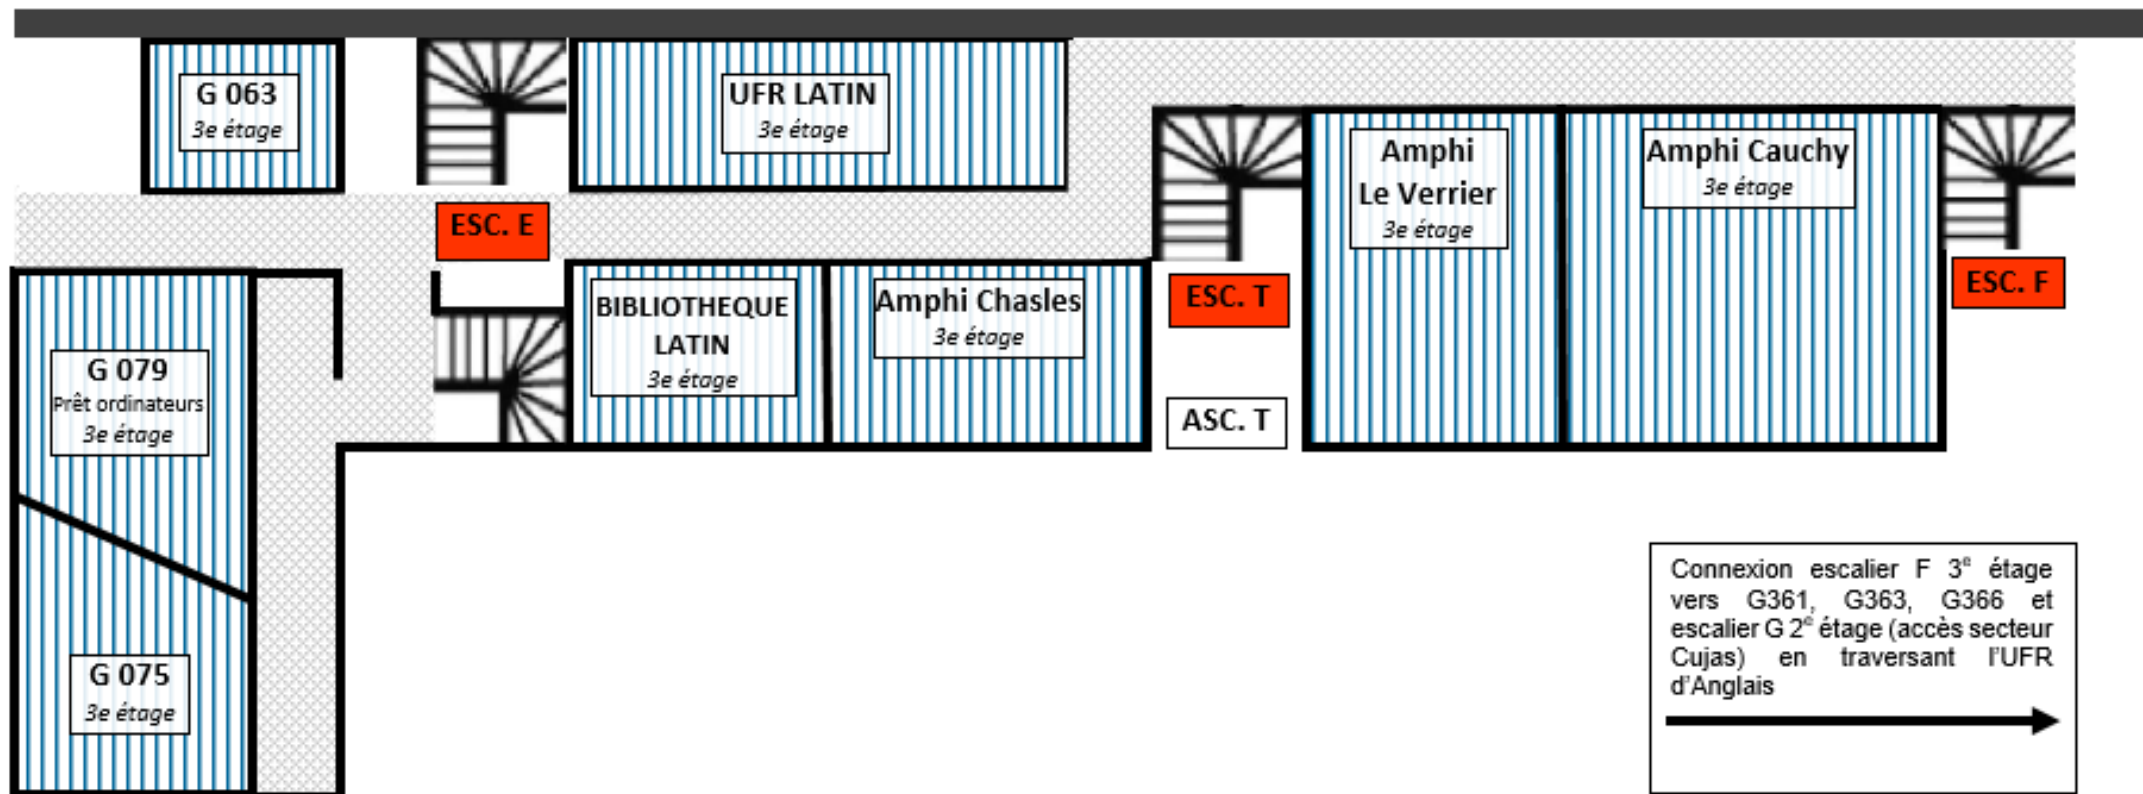 G 063
3e étage
UFR LATIN
3e étage
Amphi
Le Verrier
3e étage
Amphi Cauchy
3e étage
ESC. E
ESC. T
ESC. F
BIBLIOTHEQUE
LATIN
3e étage
Amphi Chasles
3e étage
G 079
Prêt ordinateurs
3e étage
ASC. T
G 075
3e étage
Connexion escalier F 3e étage
vers G361, G363, G366 et
escalier G 2e étage (accès secteur
Cujas) en traversant l'UFR
d'Anglais